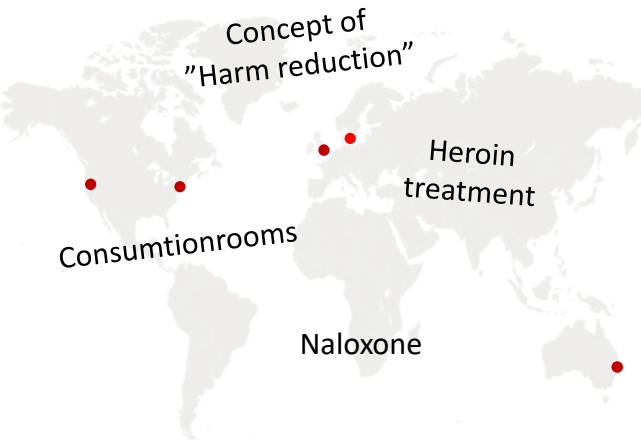 Concept of
”Harm reduction”
Heroin
treatment
Consumtionrooms
Naloxone